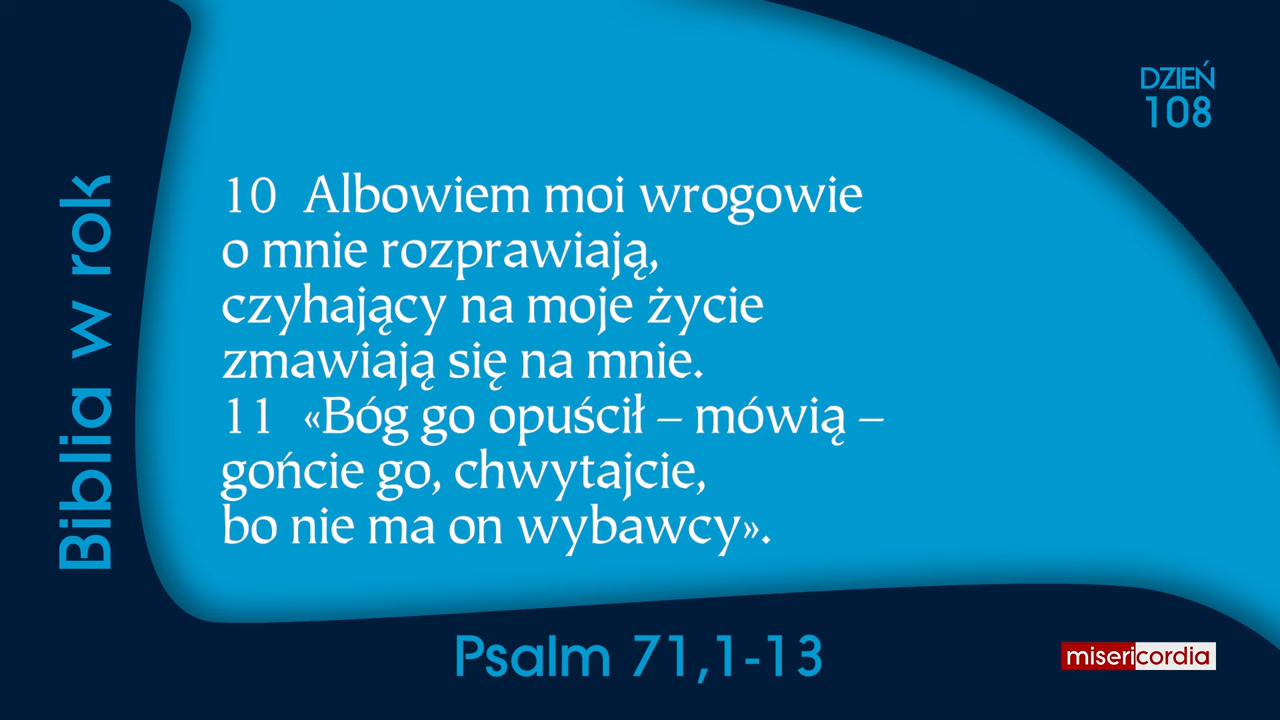 DZIEŃ
108
Biblia w rok
10 Albowiem moi wrogowie
o mnie rozprawiają,
czyhający na moje życie
zmawiają się na mnie.
11 «Bóg go opuścił – mówią –
gońcie go, chwytajcie,
bo nie ma on wybawcy».
Psalm 71,1-13
misericordia